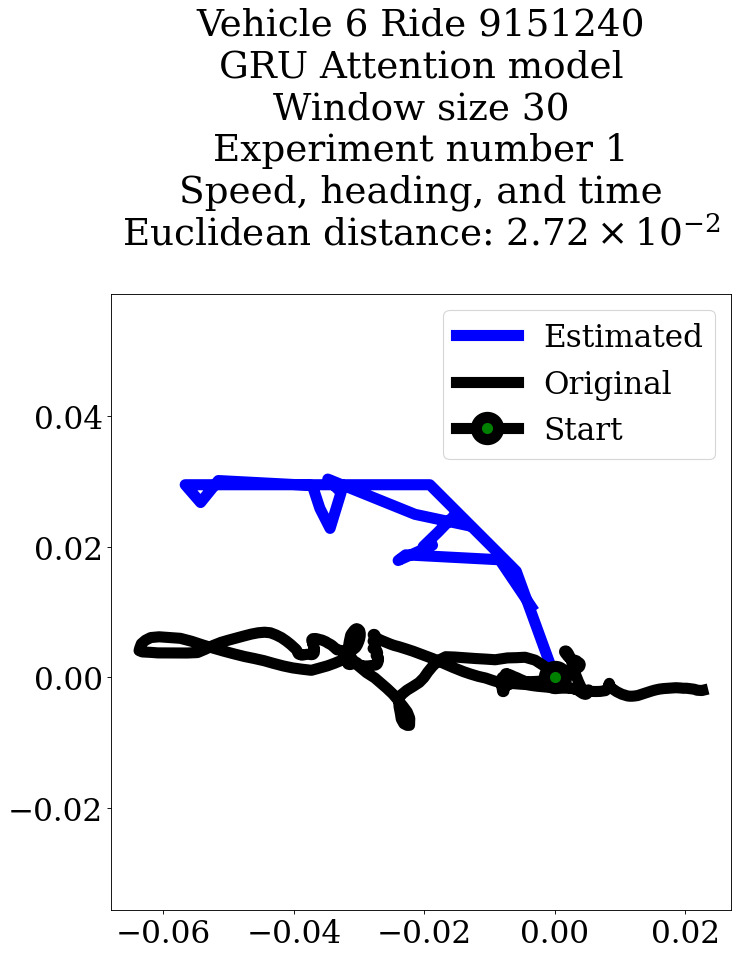 Vehicle 6 Ride 9151240
GRU Attention model
Window size 30
Experiment number 1
Speed, heading, and time
Euclidean distance: 2.72 × 10⁻²
Estimated
Original
Start
0.04
0.02
0.00
−0.02
−0.06 −0.04 −0.02 0.00 0.02